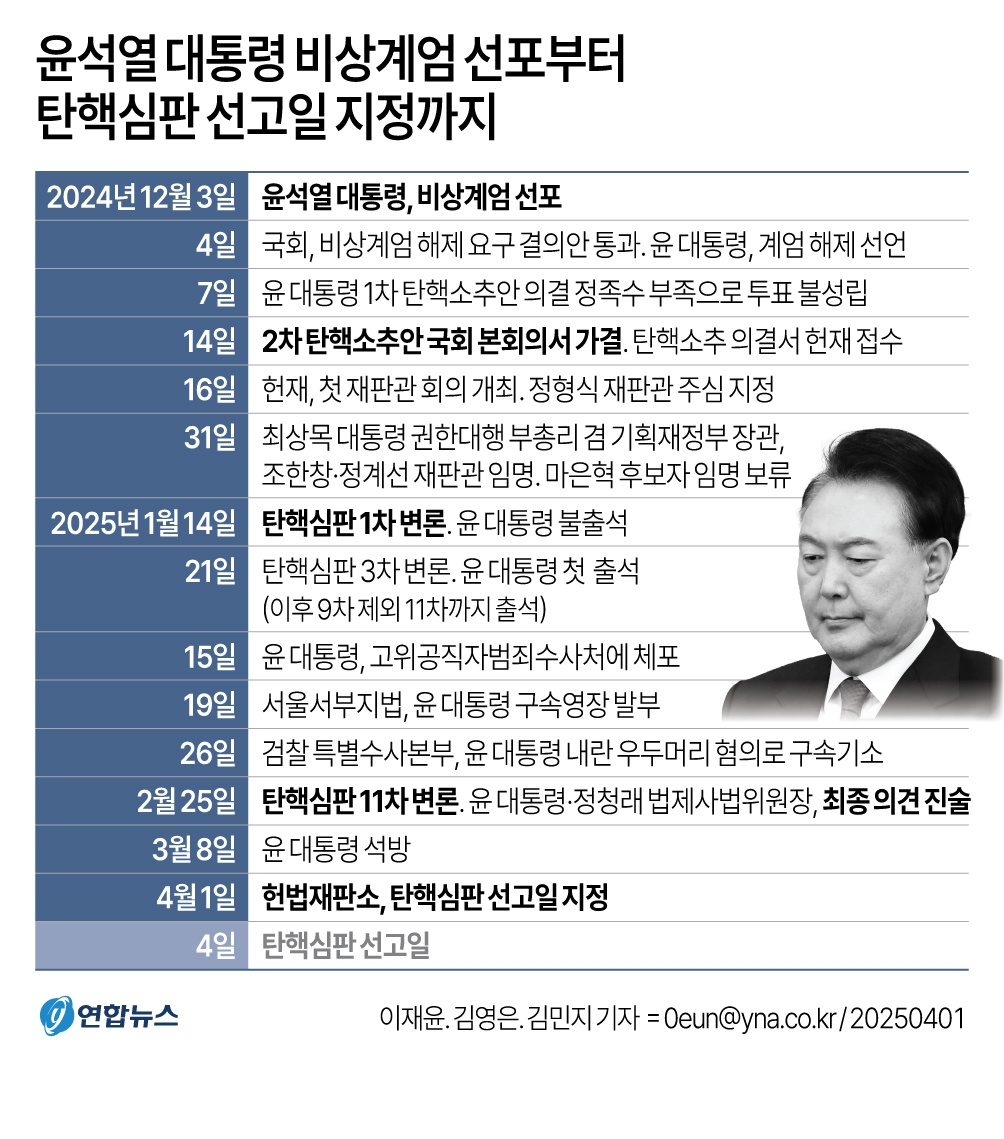 윤석열 대통령 비상계엄 선포부터
탄핵심판 선고일 지정까지
2024년 12월 3일 윤석열 대통령, 비상계엄 선포
4일 국회, 비상계엄 해제 요구 결의안 통과. 윤 대통령, 계엄 해제 선언
7일 윤 대통령 1차 탄핵소추안 의결 정족수 부족으로 투표 불성립
14일 2차 탄핵소추안 국회 본회의서 가결. 탄핵소추 의결서 헌재 접수
16일 헌재, 첫 재판관 회의 개최. 정형식 재판관 주심 지정
31일 최상목 대통령 권한대행 부총리 겸 기획재정부 장관,
조한창·정계선 재판관 임명. 마은혁 후보자 임명 보류
2025년 1월 14일 탄핵심판 1차 변론. 윤 대통령 불출석
21일 탄핵심판 3차 변론. 윤 대통령 첫 출석
(이후 9차 제외 11차까지 출석)
15일 윤 대통령, 고위공직자범죄수사처에 체포
19일 서울서부지법, 윤 대통령 구속영장 발부
26일 검찰 특별수사본부, 윤 대통령 내란 우두머리 혐의로 구속기소
2월 25일 탄핵심판 11차 변론. 윤 대통령·정청래 법제사법위원장, 최종 의견 진술
3월 8일 윤 대통령 석방
4월 1일 헌법재판소, 탄핵심판 선고일 지정
4일 탄핵심판 선고일
연합뉴스
이재윤. 김영은. 김민지 기자 = 0eun@yna.co.kr / 20250401